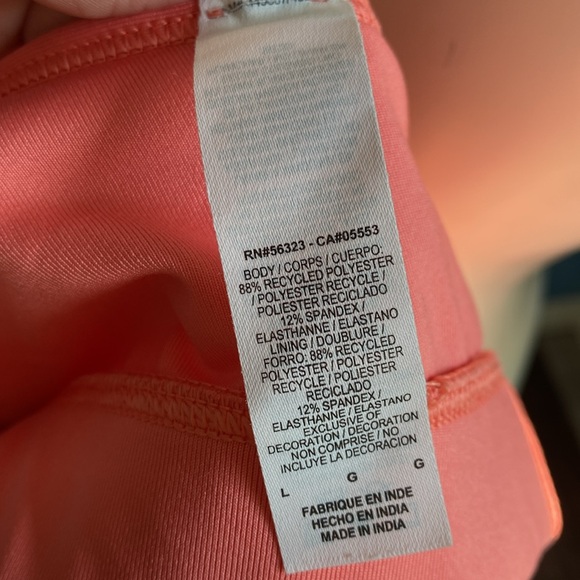 RN#56323 - CA#05553
BODY / CORPS / CUERPO:
88% RECYCLED POLYESTER
/ POLYESTER RECYCLE /
POLIESTER RECICLADO
12% SPANDEX /
ELASTHANNE / ELASTANO
LINING / DOUBLURE /
FORRO: 88% RECYCLED
POLYESTER / POLYESTER
RECYCLE / POLIESTER
RECICLADO
12% SPANDEX /
ELASTHANNE / ELASTANO
EXCLUSIVE OF
DECORATION / DECORATION
NON COMPRISE / NO
INCLUYE LA DECORACION
L G G
FABRIQUE EN INDE
HECHO EN INDIA
MADE IN INDIA